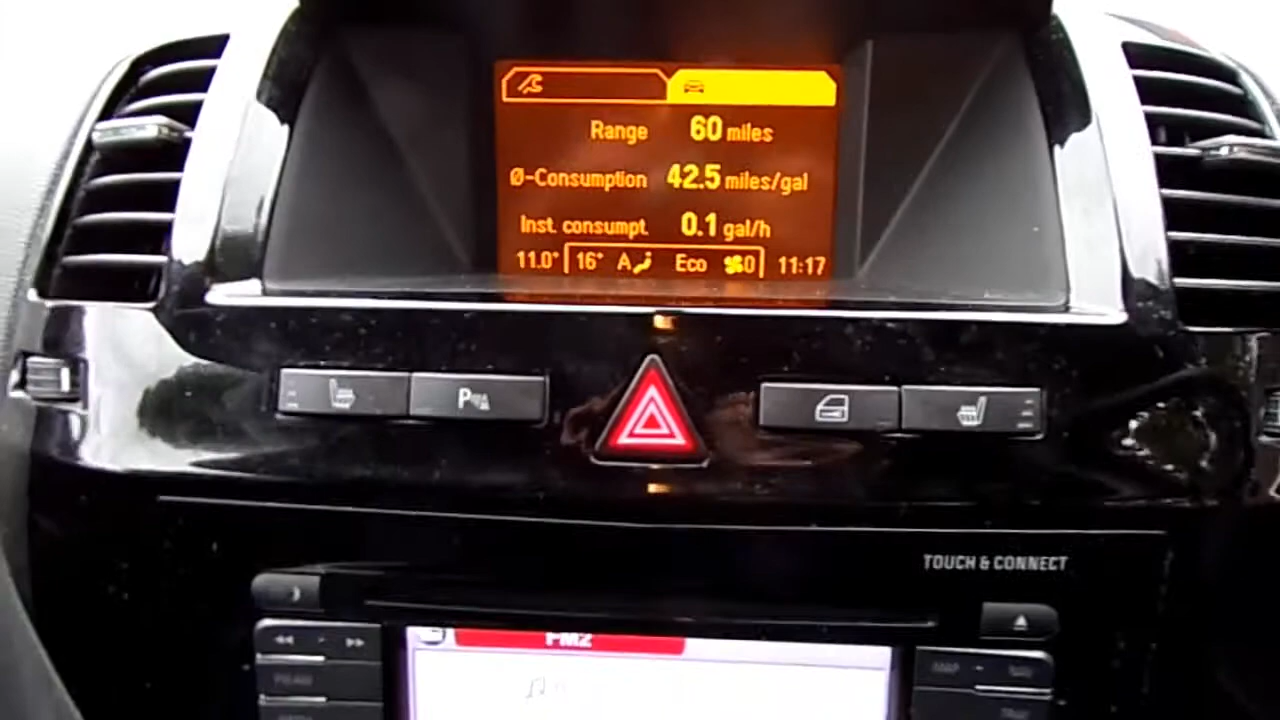 Range 60 miles
Ø-Consumption 42.5 miles/gal
Inst. consumpt. 0.1 gal/h
11.0° 16° A Eco 0 11:17
P
TOUCH & CONNECT
FM2